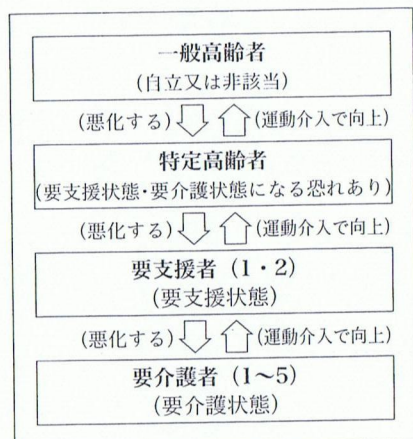 一般高齢者
(自立又は非該当)
(悪化する) (運動介入で向上)
特定高齢者
(要支援状態・要介護状態になる恐れあり)
(悪化する) (運動介入で向上)
要支援者（1・2）
(要支援状態)
(悪化する) (運動介入で向上)
要介護者（1〜5）
(要介護状態)